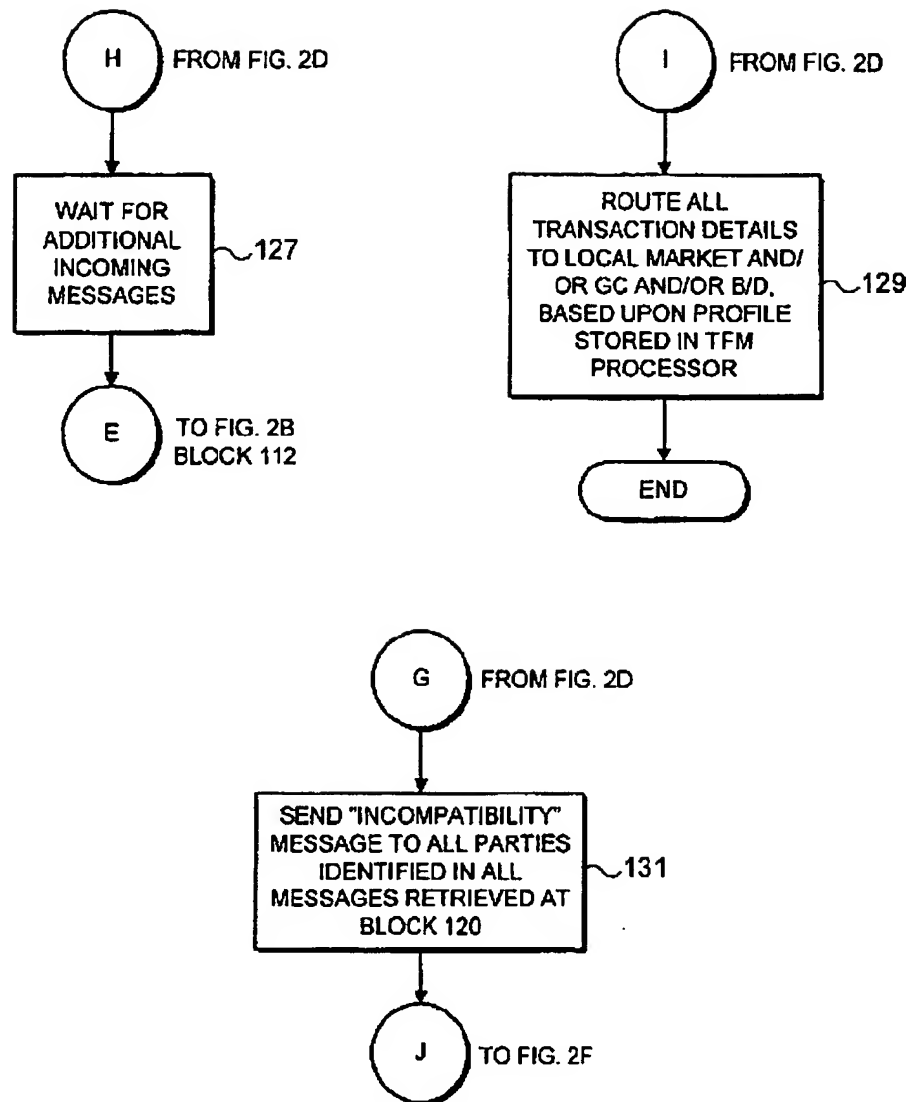 H
FROM FIG. 2D
WAIT FOR
ADDITIONAL
INCOMING
MESSAGES
127
E
TO FIG. 2B
BLOCK 112
I
FROM FIG. 2D
ROUTE ALL
TRANSACTION DETAILS
TO LOCAL MARKET AND/
OR GC AND/OR B/D,
BASED UPON PROFILE
STORED IN TFM
PROCESSOR
129
END
G
FROM FIG. 2D
SEND "INCOMPATIBILITY"
MESSAGE TO ALL PARTIES
IDENTIFIED IN ALL
MESSAGES RETRIEVED AT
BLOCK 120
131
J
TO FIG. 2F